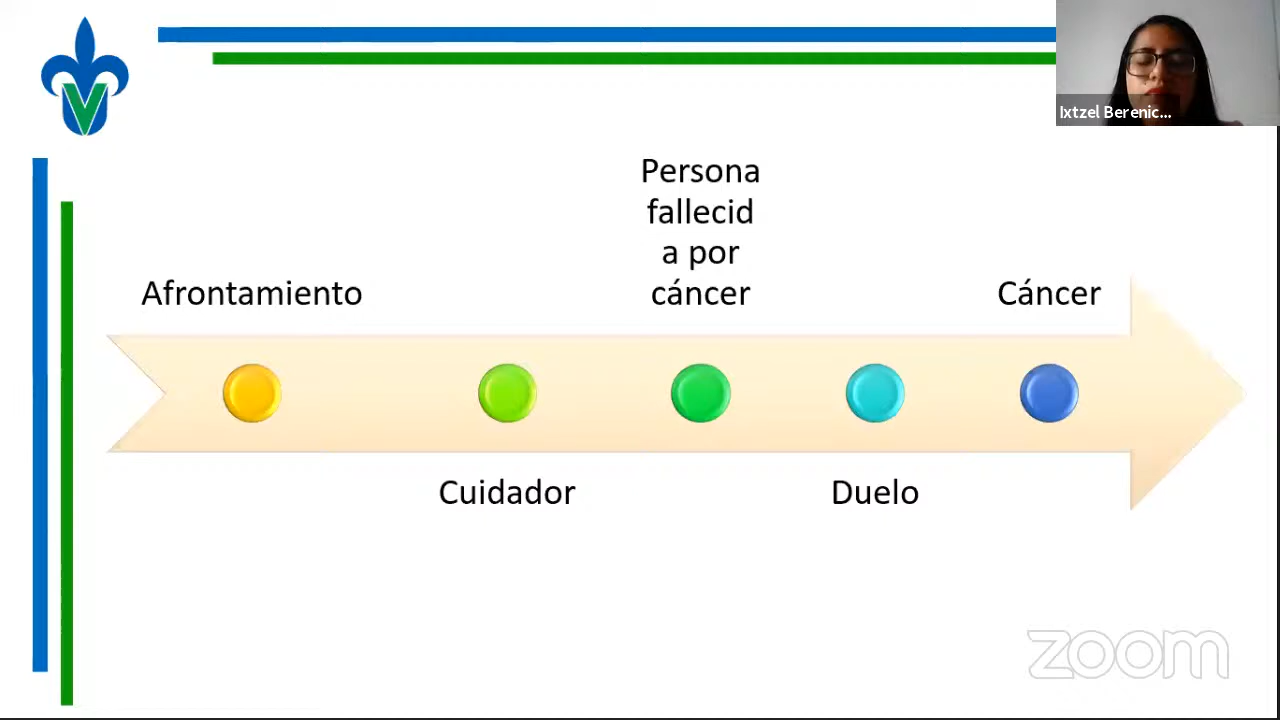 Ixtzel Berenic...
Persona
fallecid
a por
cáncer
Afrontamiento
Cáncer
Cuidador
Duelo
zoom